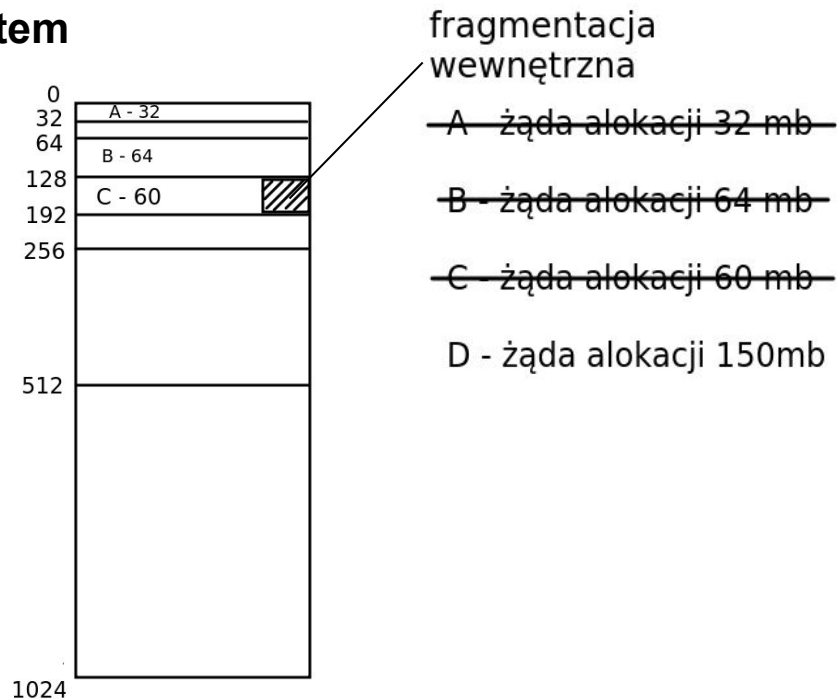 tem
fragmentacja
wewnętrzna
0
32
64
128
192
256
512
1024
A - 32
B - 64
C - 60
A - żąda alokacji 32 mb
B - żąda alokacji 64 mb
C - żąda alokacji 60 mb
D - żąda alokacji 150mb